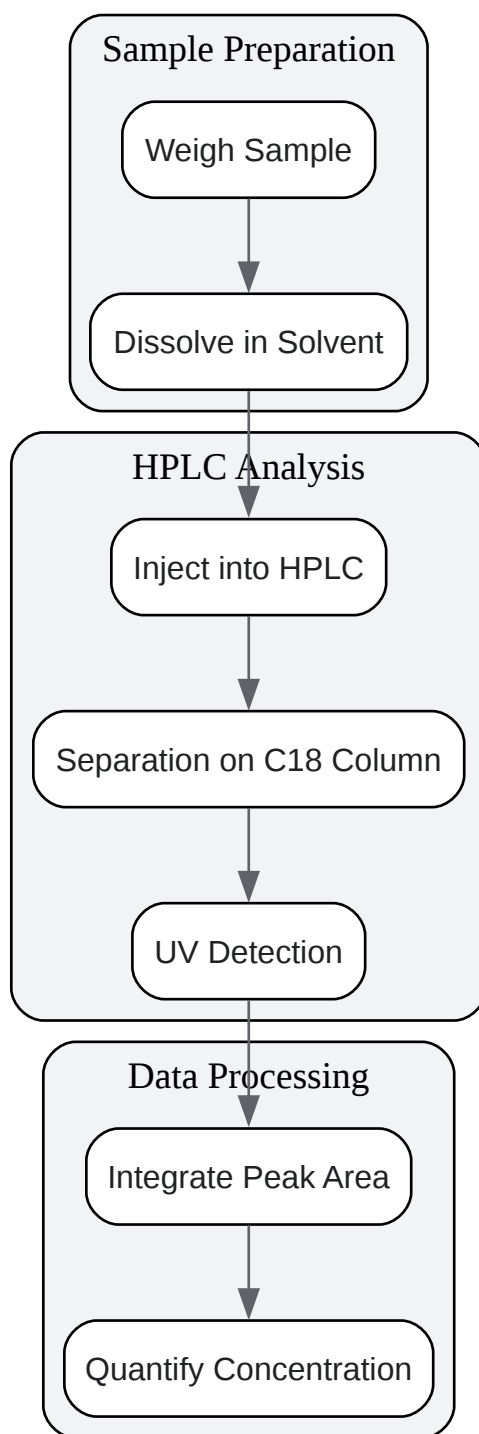 Sample Preparation
Weigh Sample
Dissolve in Solvent
HPLC Analysis
Inject into HPLC
Separation on C18 Column
UV Detection
Data Processing
Integrate Peak Area
Quantify Concentration